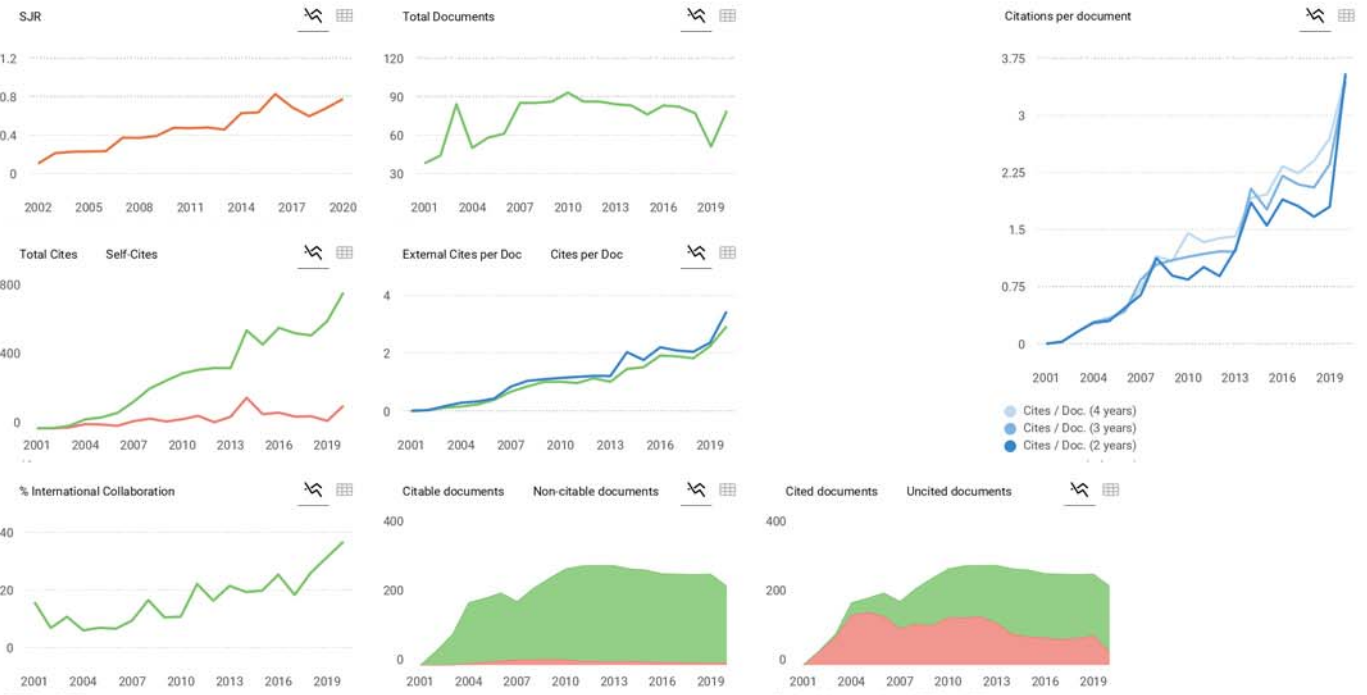 SJR
1.2
0.8
0.4
0
2002 2005 2008 2011 2014 2017 2020
Total Documents
120
90
60
30
2001 2004 2007 2010 2013 2016 2019
Citations per document
3.75
3
2.25
1.5
0.75
0
2001 2004 2007 2010 2013 2016 2019
Cites / Doc. (4 years)
Cites / Doc. (3 years)
Cites / Doc. (2 years)
Total Cites Self-Cites
800
400
0
2001 2004 2007 2010 2013 2016 2019
External Cites per Doc Cites per Doc
4
2
0
2001 2004 2007 2010 2013 2016 2019
% International Collaboration
40
20
0
2001 2004 2007 2010 2013 2016 2019
Citable documents Non-citable documents
400
200
0
2001 2004 2007 2010 2013 2016 2019
Cited documents Uncited documents
400
200
0
2001 2004 2007 2010 2013 2016 2019